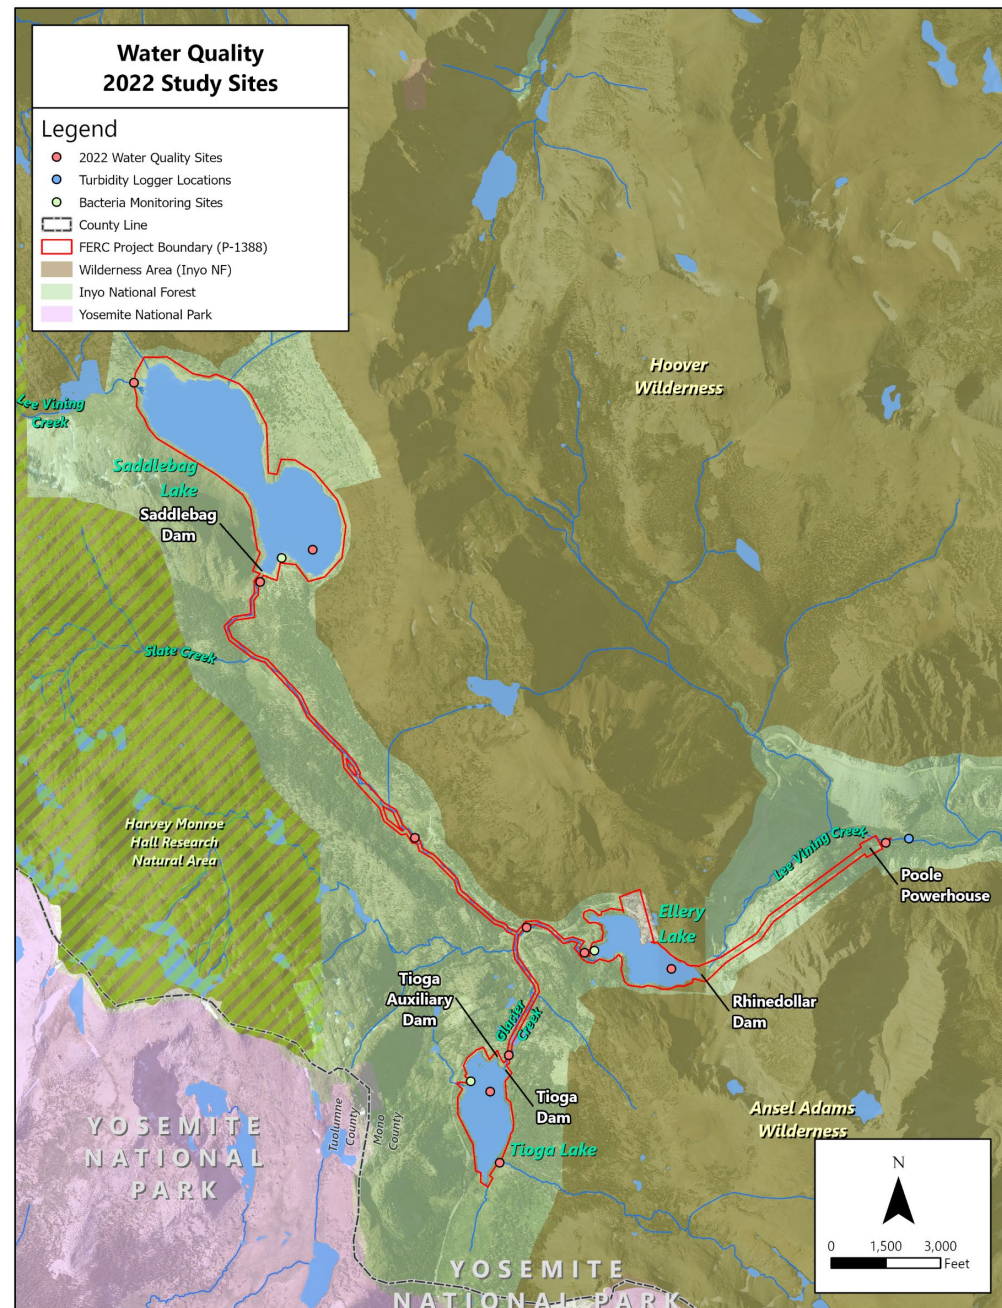 Water Quality
2022 Study Sites
Legend
2022 Water Quality Sites
Turbidity Logger Locations
Bacteria Monitoring Sites
County Line
FERC Project Boundary (P-1388)
Wilderness Area (Inyo NF)
Inyo National Forest
Yosemite National Park
Hoover
Wilderness
Lee Vining
Creek
Saddlebag
Lake
Saddlebag
Dam
Slate Creek
Harvey Monroe
Hall Research
Natural Area
Lee Vining Creek
Poole
Powerhouse
Ellery
Lake
Rhinedollar
Dam
Tioga
Auxiliary
Dam
Glacier
Creek
Tioga
Dam
Tioga Lake
Ansel Adams
Wilderness
Tuolumne
County
Mono
County
YOSEMITE
NATIONAL
PARK
YOSEMITE
NATIONAL PARK
N
0 1,500 3,000
Feet